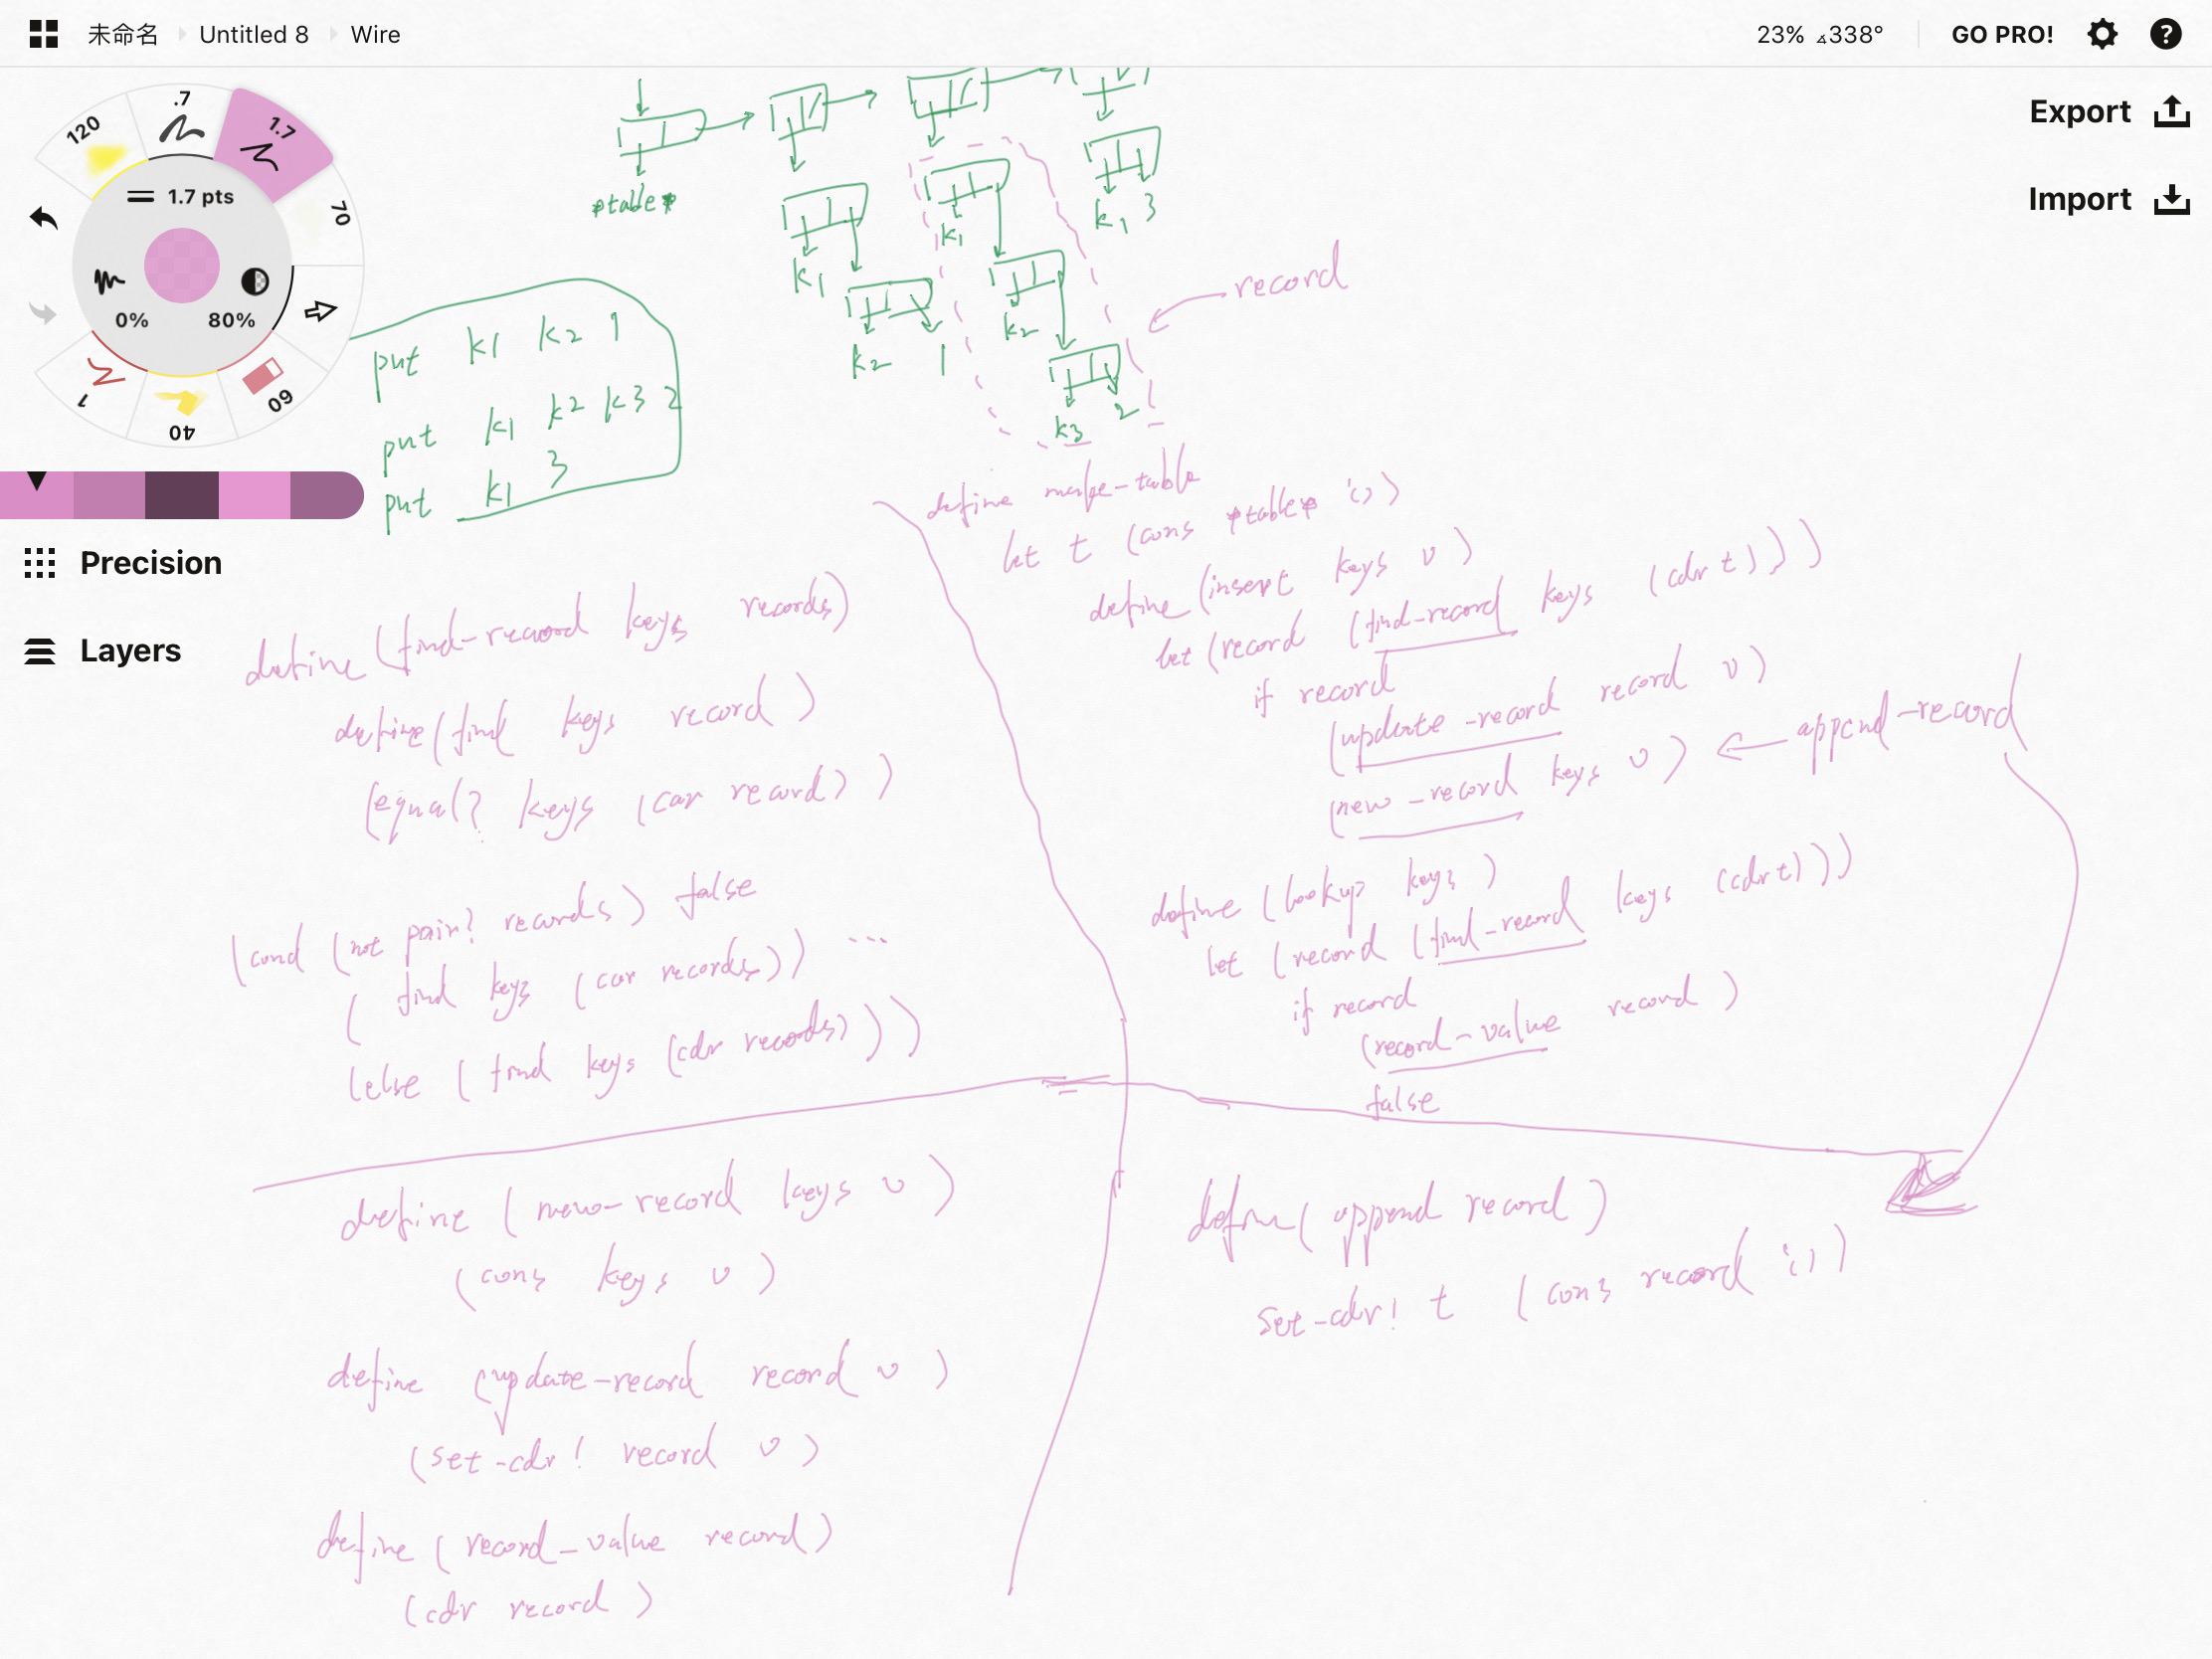 未命名 Untitled 8 Wire
23% ∡338° GO PRO!
Export
Import
120
.7
1.7
70
1.7 pts
0% 80%
1
40
60
Precision
Layers
*table*
k1
k2 1
k1
k2
k3 2
k1 3
record
put k1 k2 1
put k1 k2 k3 2
put k1 3
define make-table
let t (cons *table* '())
define (insert keys v)
let (record (find-record keys (cdr t))))
if record
(update-record record v)
(new-record keys v) ← append-record
define (lookup keys)
let (record (find-record keys (cdr t)))
if record
(record-value record)
false
define (find-record keys records)
define (find keys record)
(equal? keys (car record))
(cond (not pair? records) false
( find keys (car records)) ...
(else (find keys (cdr records)))
define (new-record keys v)
(cons keys v)
define (update-record record v)
(set-cdr! record v)
define (record-value record)
(cdr record)
define (append record)
set-cdr! t (cons record '())